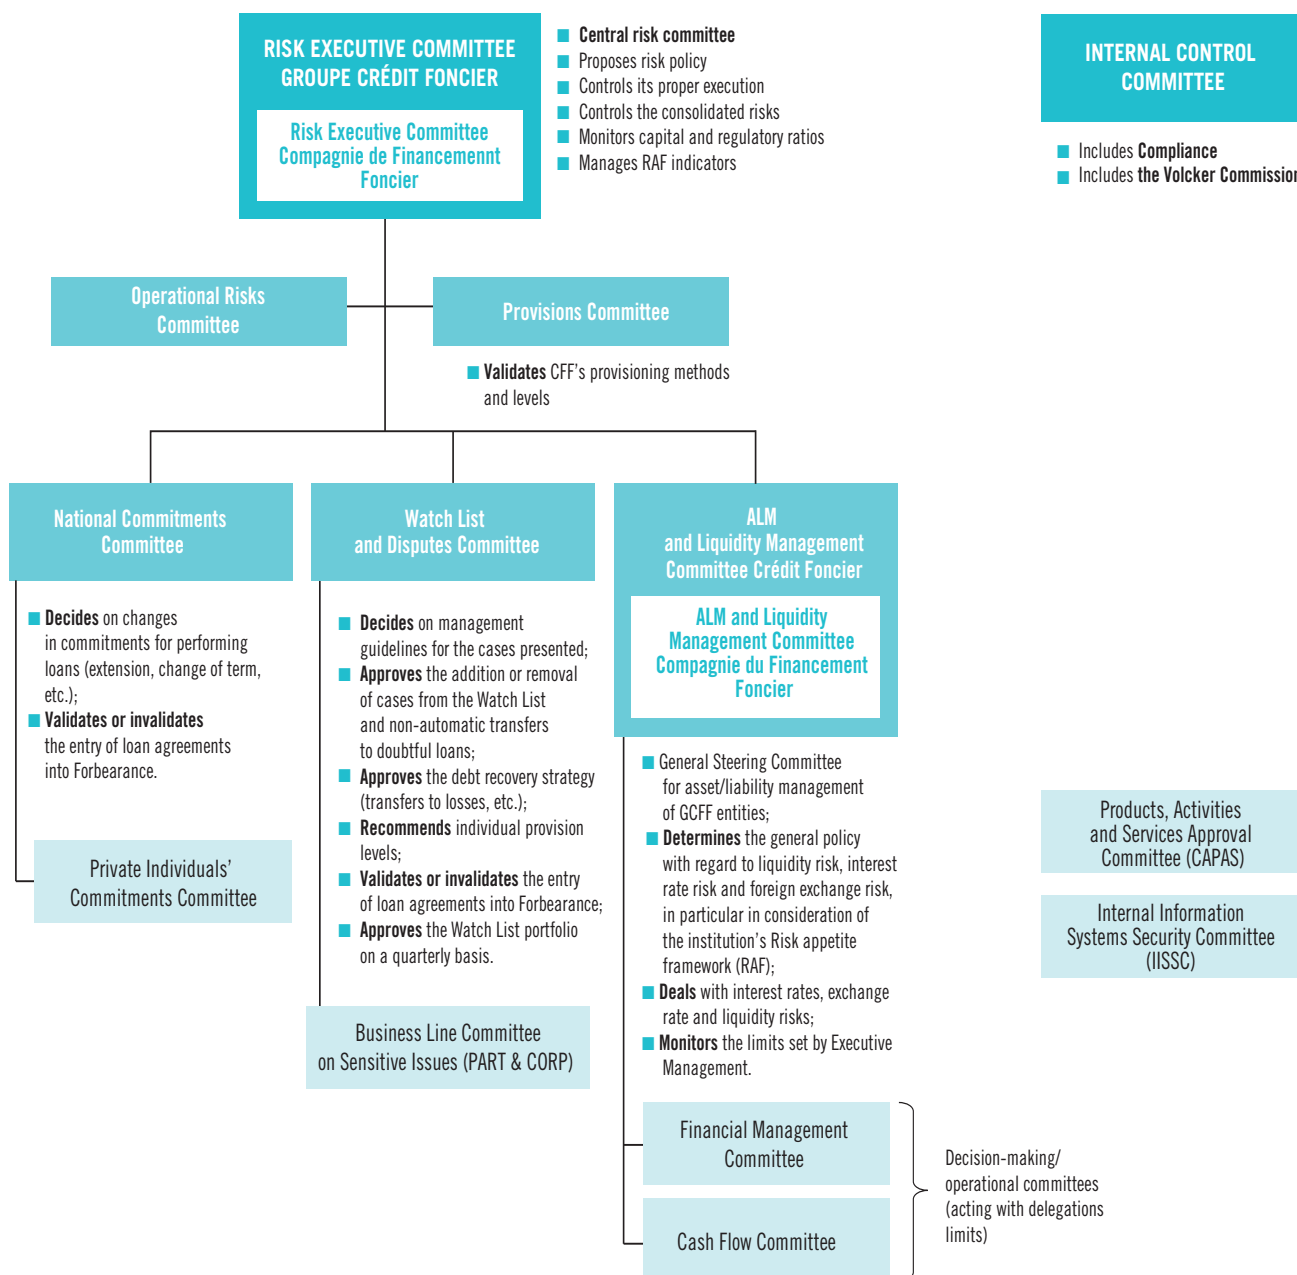 RISK EXECUTIVE COMMITTEE
GROUPE CRÉDIT FONCIER
Risk Executive Committee
Compagnie de Financemennt
Foncier
Central risk committee
Proposes risk policy
Controls its proper execution
Controls the consolidated risks
Monitors capital and regulatory ratios
Manages RAF indicators
INTERNAL CONTROL
COMMITTEE
Includes Compliance
Includes the Volcker Commission
Operational Risks
Committee
Provisions Committee
Validates CFF's provisioning methods
and levels
National Commitments
Committee
Decides on changes
in commitments for performing
loans (extension, change of term,
etc.);
Validates or invalidates
the entry of loan agreements
into Forbearance.
Private Individuals'
Commitments Committee
Watch List
and Disputes Committee
Decides on management
guidelines for the cases presented;
Approves the addition or removal
of cases from the Watch List
and non-automatic transfers
to doubtful loans;
Approves the debt recovery strategy
(transfers to losses, etc.);
Recommends individual provision
levels;
Validates or invalidates the entry
of loan agreements into Forbearance;
Approves the Watch List portfolio
on a quarterly basis.
Business Line Committee
on Sensitive Issues (PART & CORP)
ALM
and Liquidity Management
Committee Crédit Foncier
ALM and Liquidity
Management Committee
Compagnie du Financement
Foncier
General Steering Committee
for asset/liability management
of GCFF entities;
Determines the general policy
with regard to liquidity risk, interest
rate risk and foreign exchange risk,
in particular in consideration of
the institution's Risk appetite
framework (RAF);
Deals with interest rates, exchange
rate and liquidity risks;
Monitors the limits set by Executive
Management.
Financial Management
Committee
Cash Flow Committee
Decision-making/
operational committees
(acting with delegations
limits)
Products, Activities
and Services Approval
Committee (CAPAS)
Internal Information
Systems Security Committee
(IISSC)